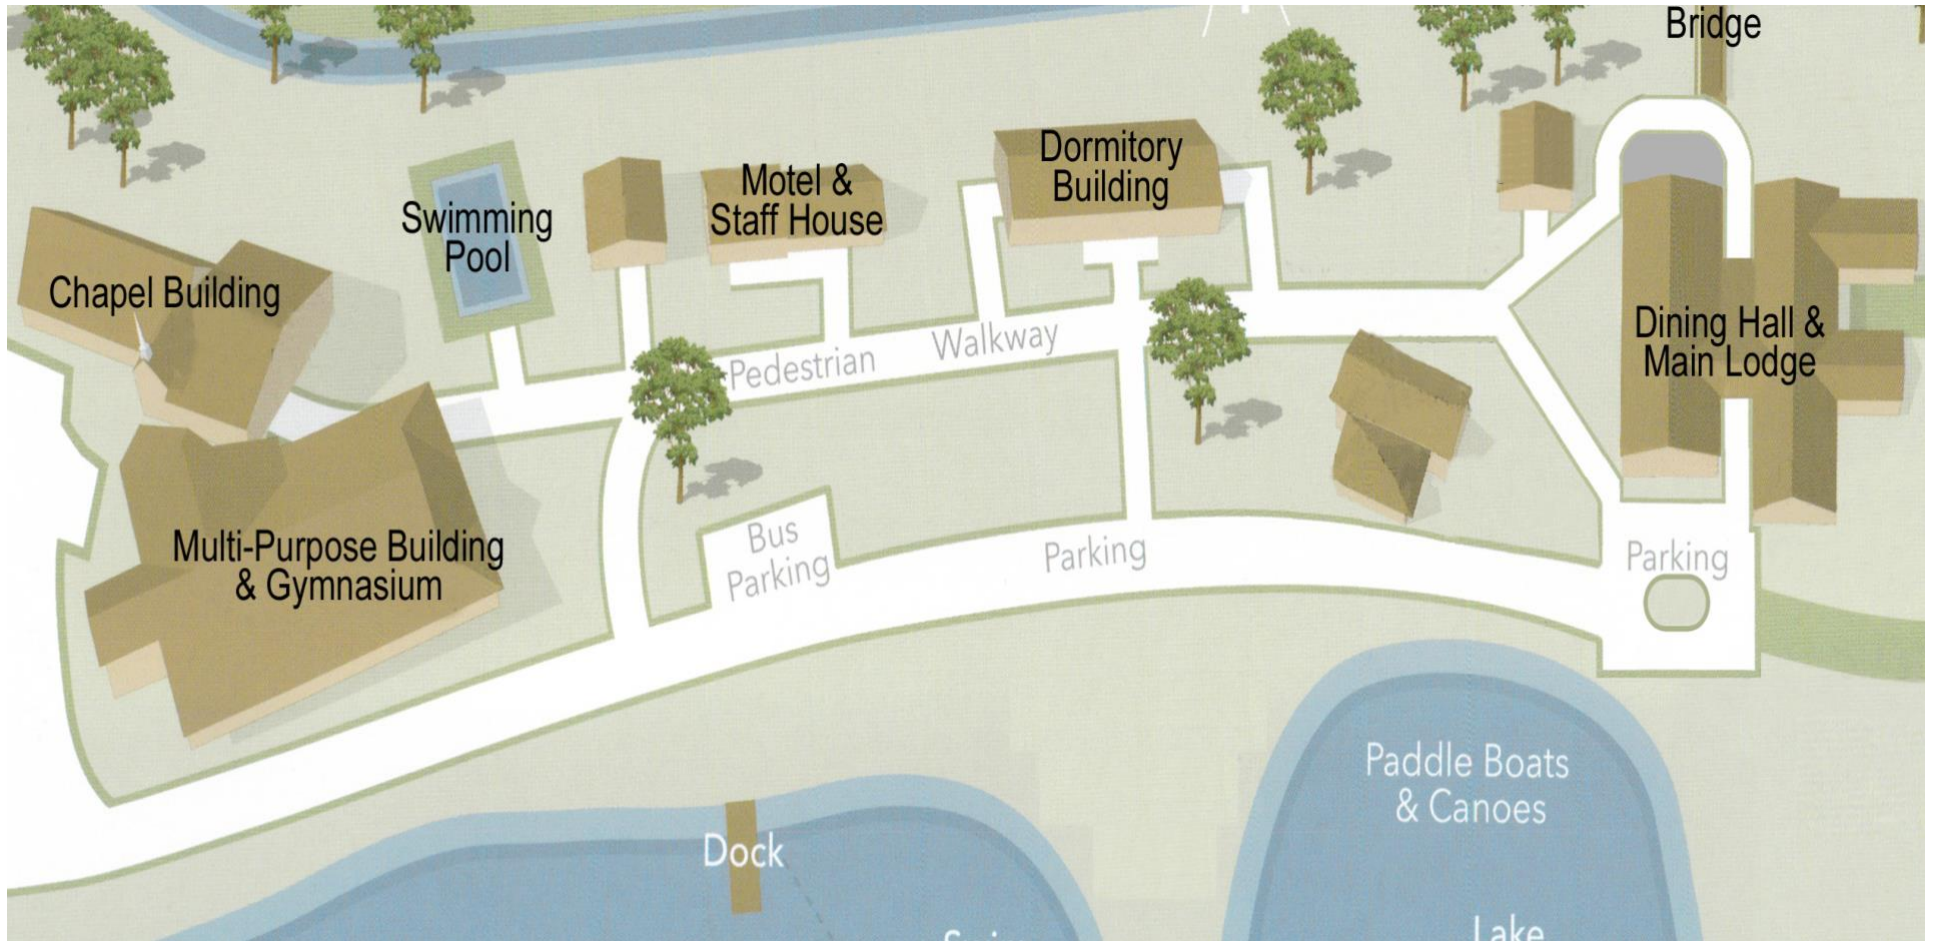 Bridge
Dormitory
Building
Motel &
Staff House
Swimming
Pool
Chapel Building
Dining Hall &
Main Lodge
Pedestrian Walkway
Multi-Purpose Building
& Gymnasium
Bus
Parking
Parking
Parking
Paddle Boats
& Canoes
Dock
Lake